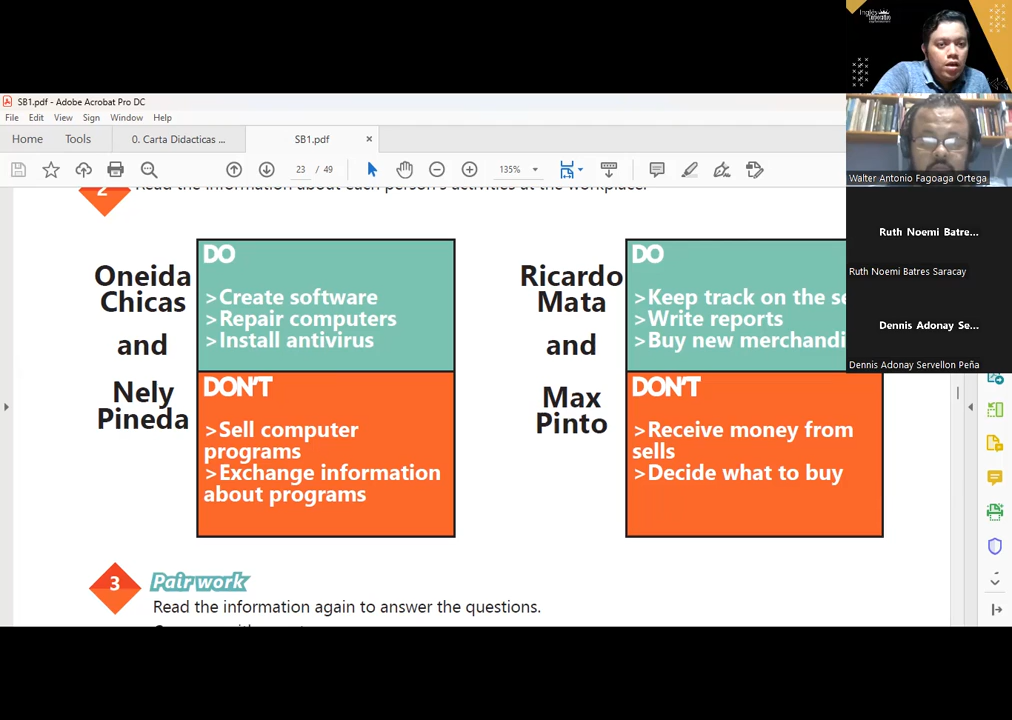 Inglés
SB1.pdf - Adobe Acrobat Pro DC
File Edit View Sign Window Help
Home Tools 0. Carta Didacticas ... SB1.pdf ×
23 / 49 135%
2 Read the information about each person's activities at the workplace.
Oneida
Chicas
and
Nely
Pineda
DO
>Create software
>Repair computers
>Install antivirus
DON'T
>Sell computer
programs
>Exchange information
about programs
Ricardo
Mata
and
Max
Pinto
DO
>Keep track on the se
>Write reports
>Buy new merchandi
DON'T
>Receive money from
sells
>Decide what to buy
3 Pair work
Read the information again to answer the questions.
Walter Antonio Fagoaga Ortega
Ruth Noemi Batre...
Ruth Noemi Batres Saracay
Dennis Adonay Se...
Dennis Adonay Servellon Peña